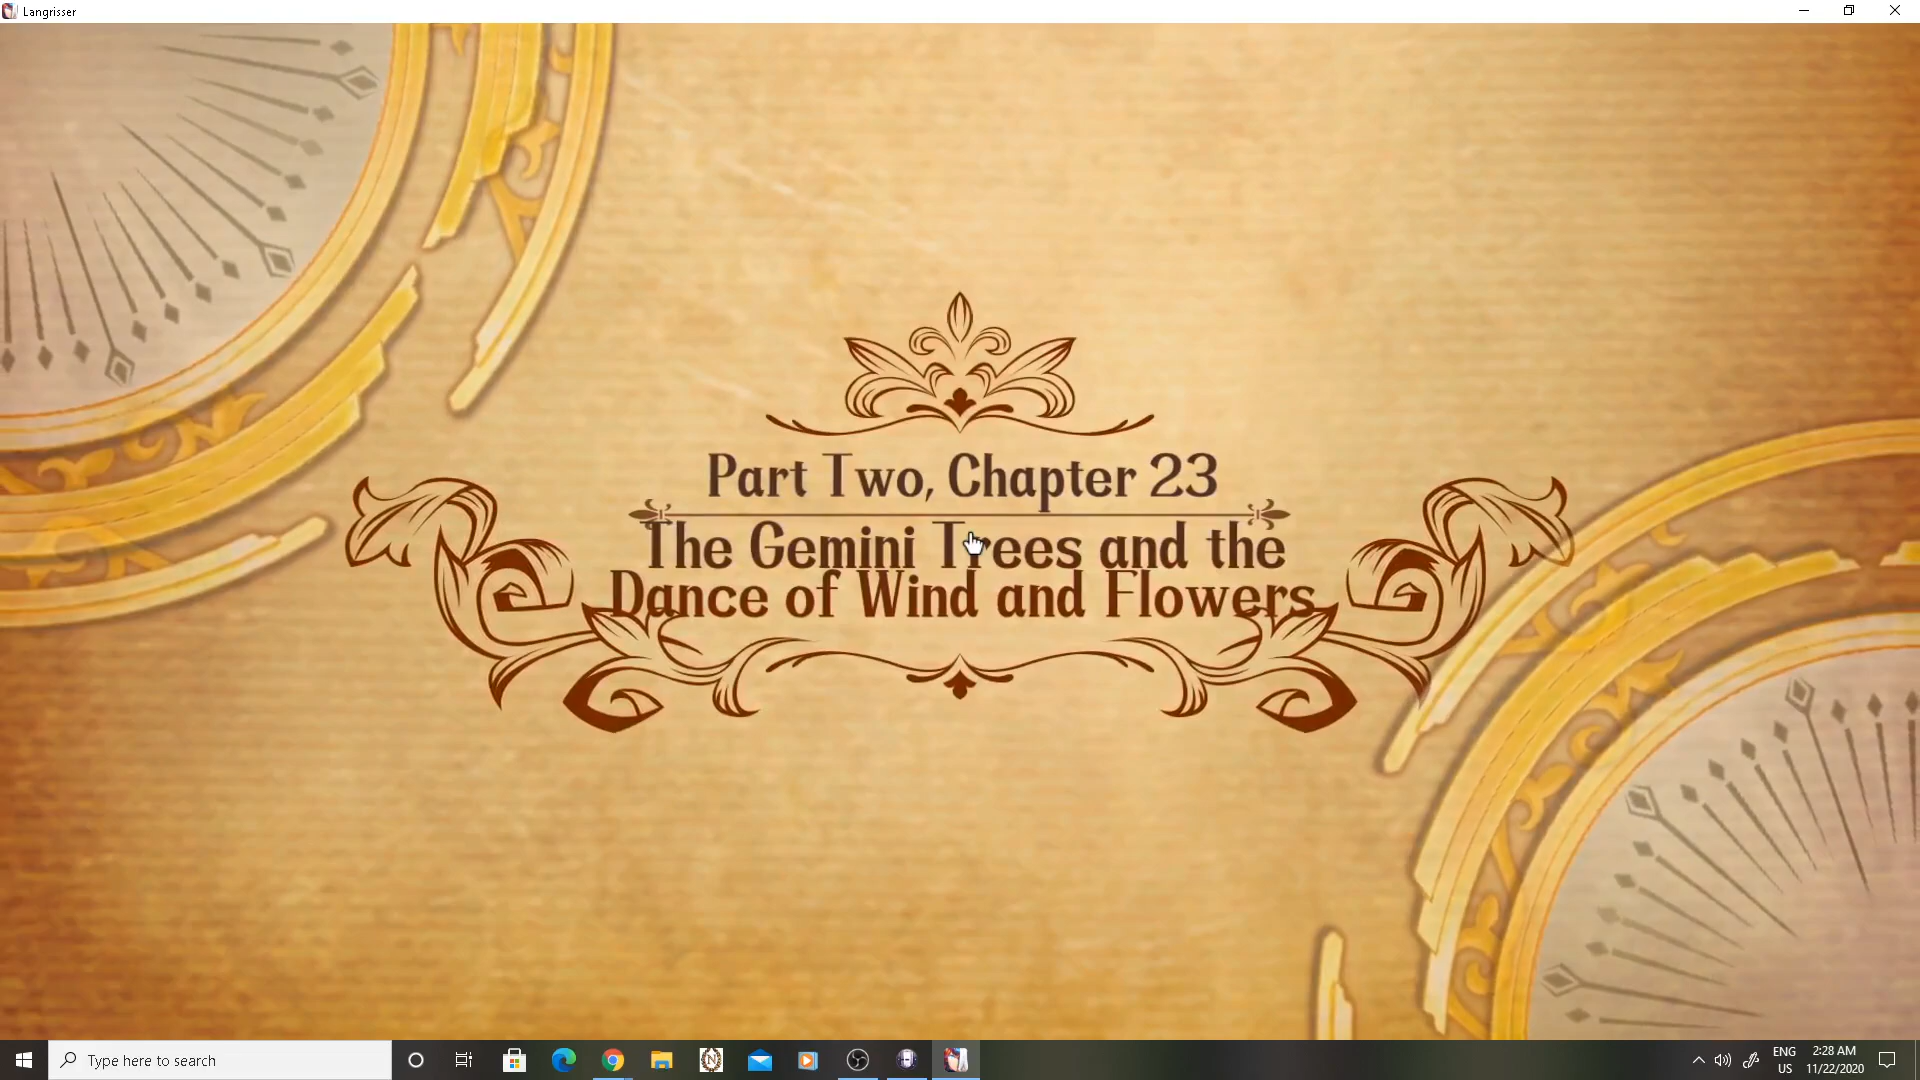 Langrisser
Part Two, Chapter 23
The Gemini Trees and the
Dance of Wind and Flowers
Type here to search
N
ENG
US
2:28 AM
11/22/2020